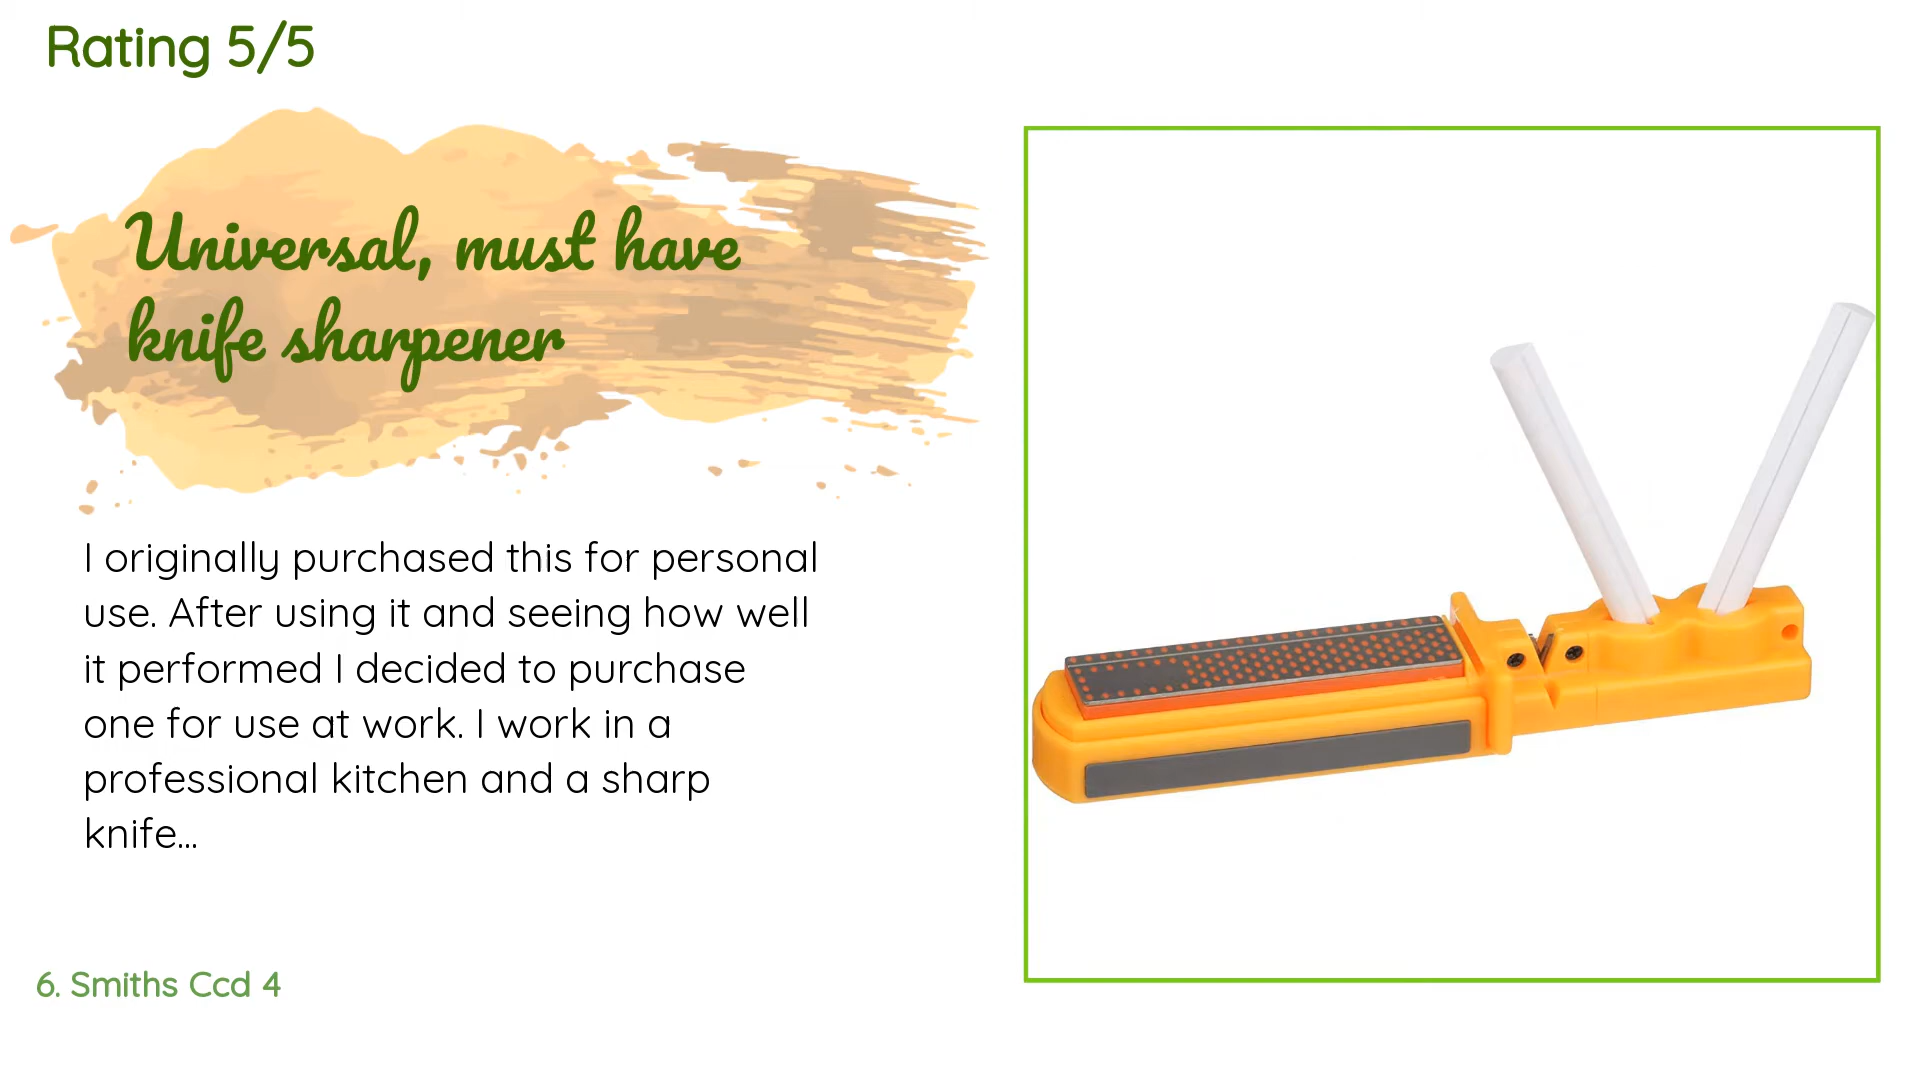 Rating 5/5
Universal, must have
knife sharpener
I originally purchased this for personal
use. After using it and seeing how well
it performed I decided to purchase
one for use at work. I work in a
professional kitchen and a sharp
knife...
6. Smiths Ccd 4